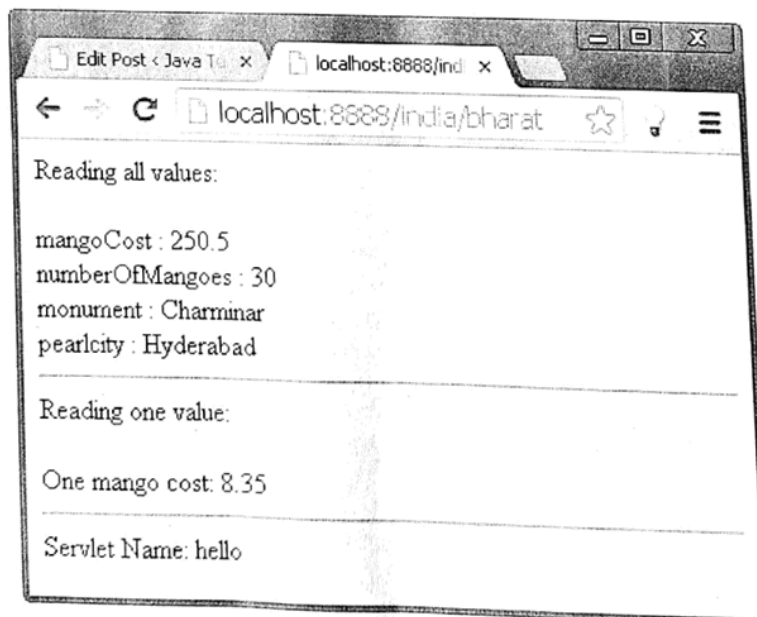 Edit Post < Java T
localhost:8888/ind
localhost:8888/india/bharat
Reading all values:
mangoCost : 250.5
numberOfMangoes : 30
monument : Charminar
pearlcity : Hyderabad
Reading one value:
One mango cost: 8.35
Servlet Name: hello